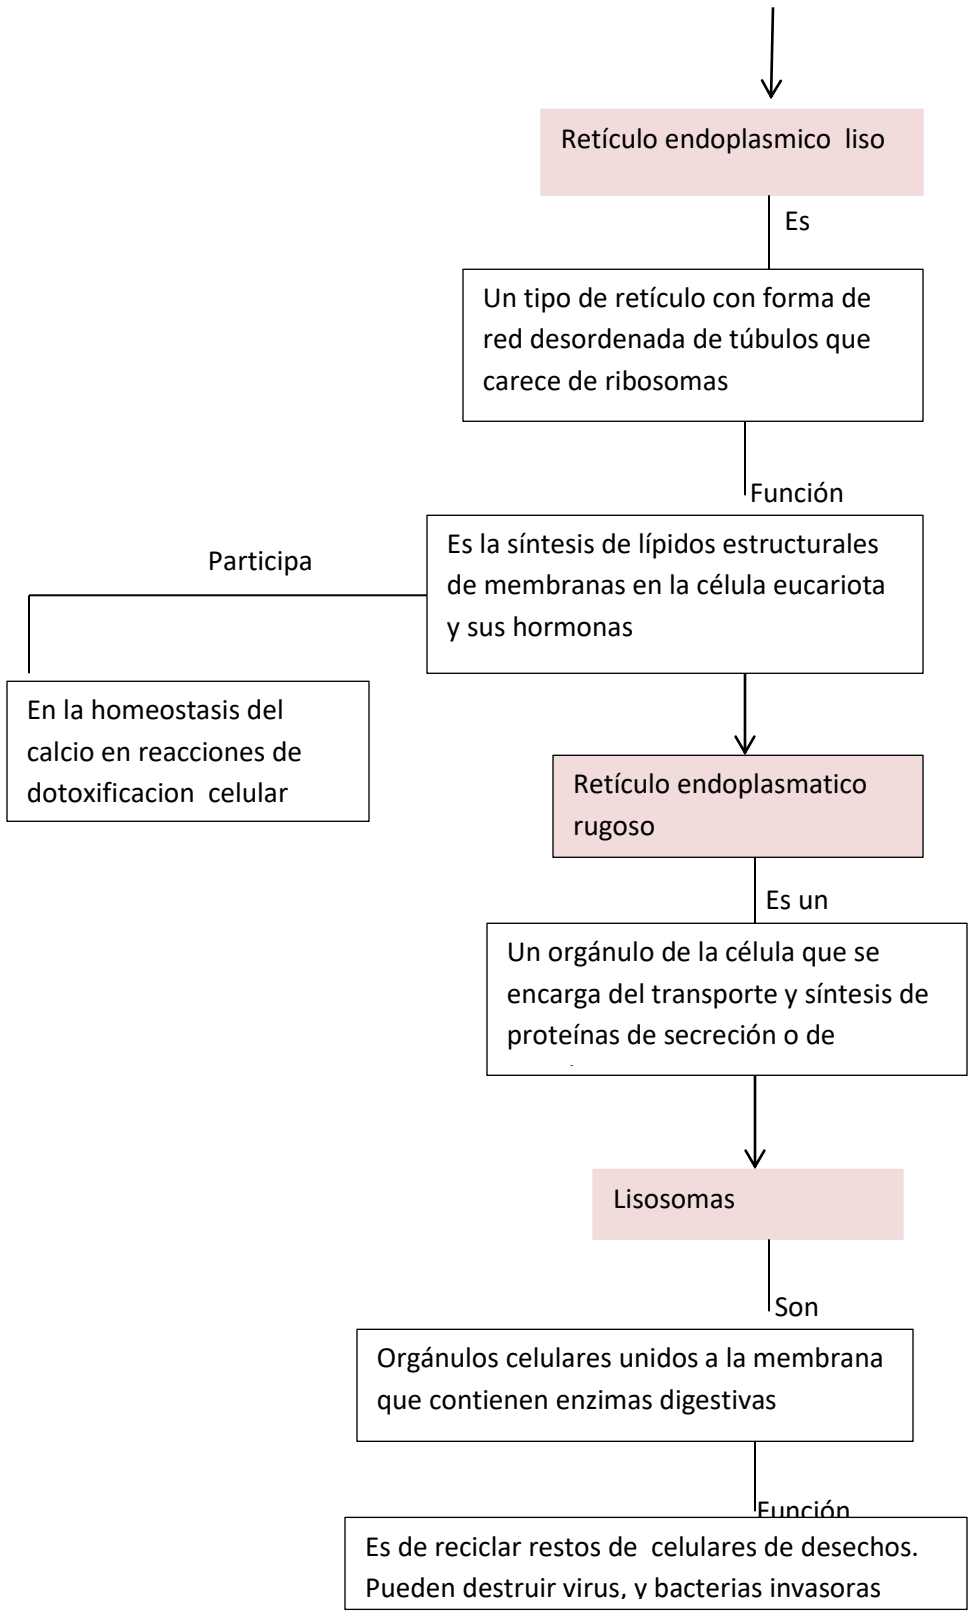 Retículo endoplasmico  liso
Es
Un tipo de retículo con forma de
red desordenada de túbulos que
carece de ribosomas
Función
Es la síntesis de lípidos estructurales
de membranas en la célula eucariota
y sus hormonas
Participa
En la homeostasis del
calcio en reacciones de
dotoxificacion  celular
Retículo endoplasmatico
rugoso
Es un
Un orgánulo de la célula que se
encarga del transporte y síntesis de
proteínas de secreción o de
Lisosomas
Son
Orgánulos celulares unidos a la membrana
que contienen enzimas digestivas
Función
Es de reciclar restos de  celulares de desechos.
Pueden destruir virus, y bacterias invasoras